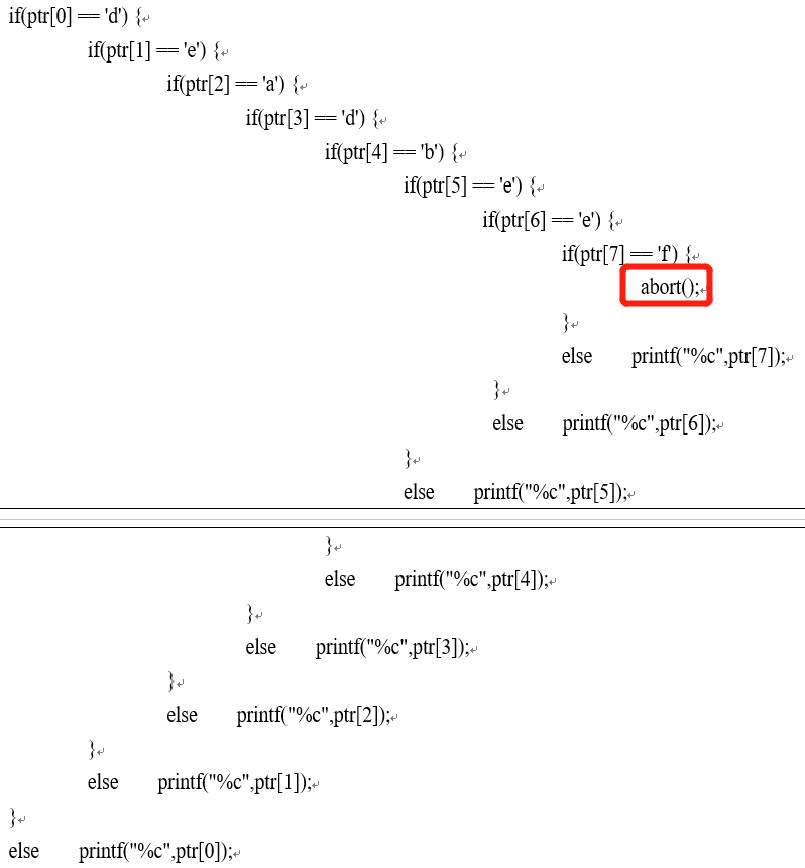 if(ptr[0] == 'd') {
if(ptr[1] == 'e') {
if(ptr[2] == 'a') {
if(ptr[3] == 'd') {
if(ptr[4] == 'b') {
if(ptr[5] == 'e') {
if(ptr[6] == 'e') {
if(ptr[7] == 'f') {
abort();
}
else printf("%c",ptr[7]);
}
else printf("%c",ptr[6]);
}
else printf("%c",ptr[5]);
}
else printf("%c",ptr[4]);
}
else printf("%c",ptr[3]);
}
else printf("%c",ptr[2]);
}
else printf("%c",ptr[1]);
}
else printf("%c",ptr[0]);